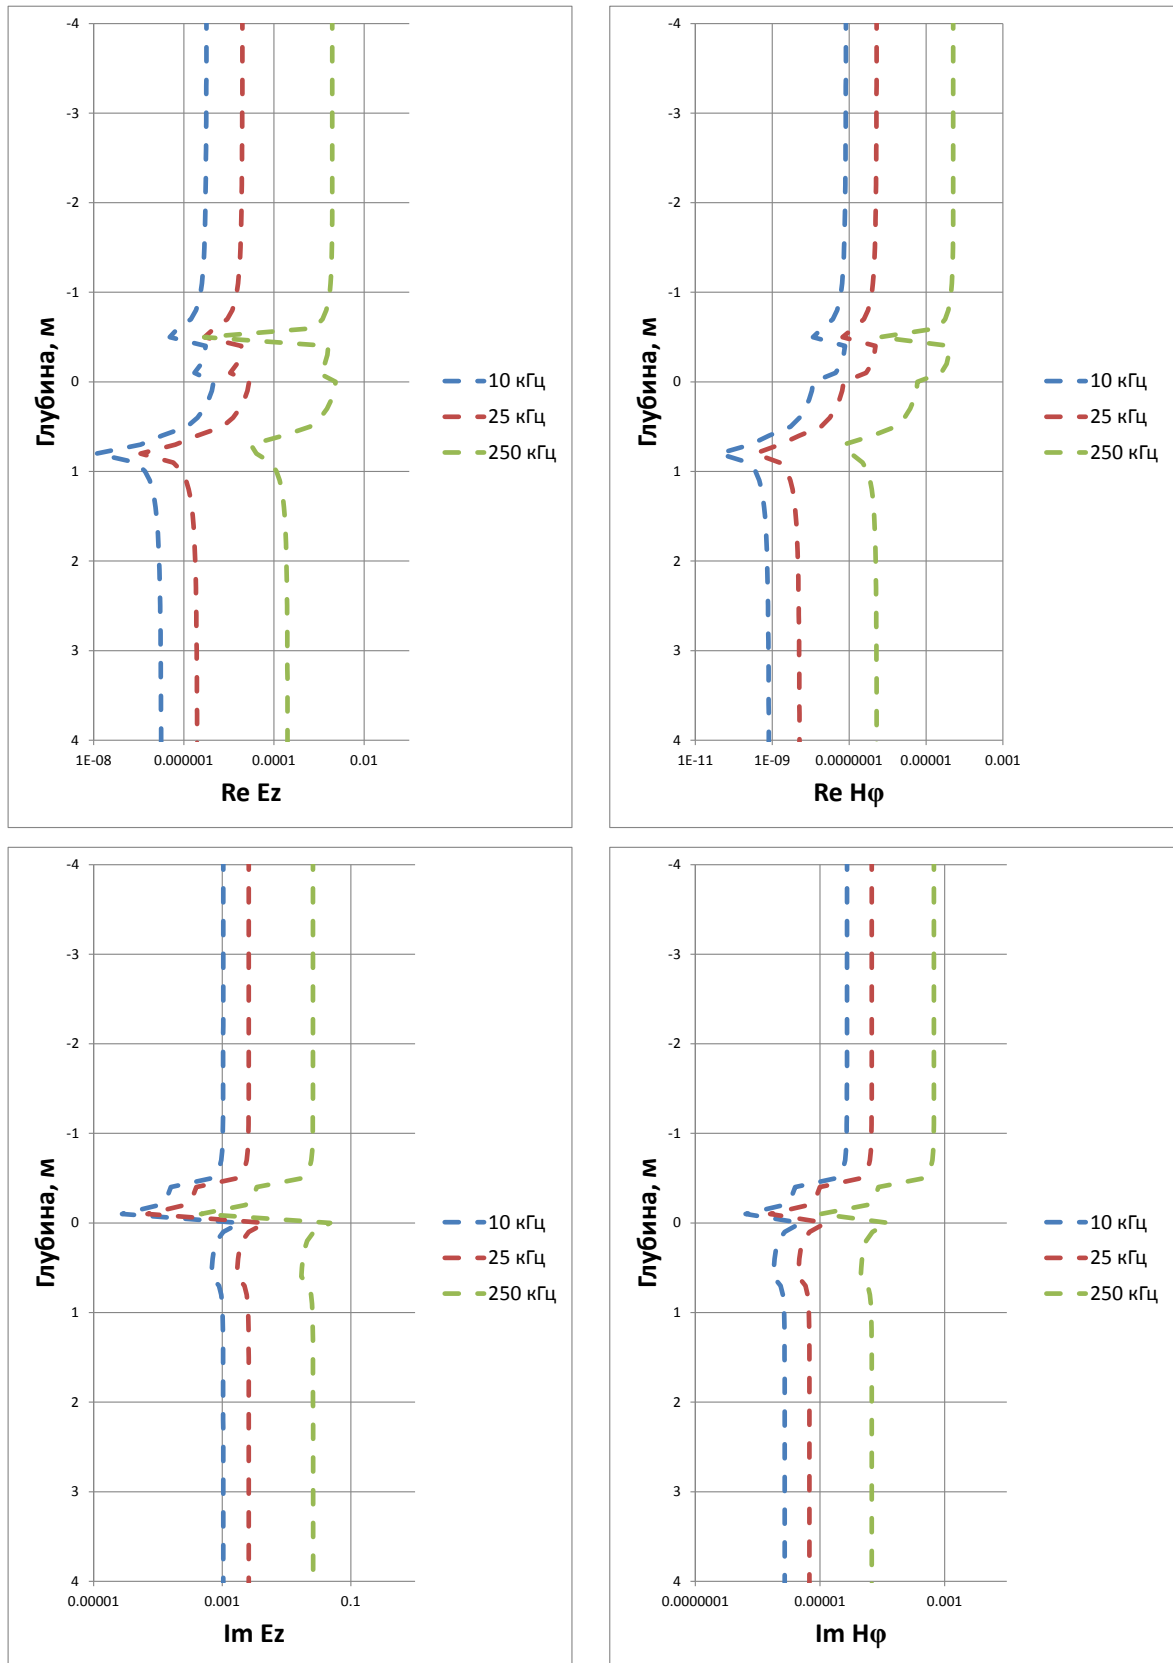 -4
-3
-2
-1
0
1
2
3
4
Глубина, м
1E-08
0.000001
0.0001
0.01
Re Ez
10 кГц
25 кГц
250 кГц
-4
-3
-2
-1
0
1
2
3
4
Глубина, м
1E-11
1E-09
0.0000001
0.00001
0.001
Re Hφ
10 кГц
25 кГц
250 кГц
-4
-3
-2
-1
0
1
2
3
4
Глубина, м
0.00001
0.001
0.1
Im Ez
10 кГц
25 кГц
250 кГц
-4
-3
-2
-1
0
1
2
3
4
Глубина, м
0.0000001
0.00001
0.001
Im Hφ
10 кГц
25 кГц
250 кГц